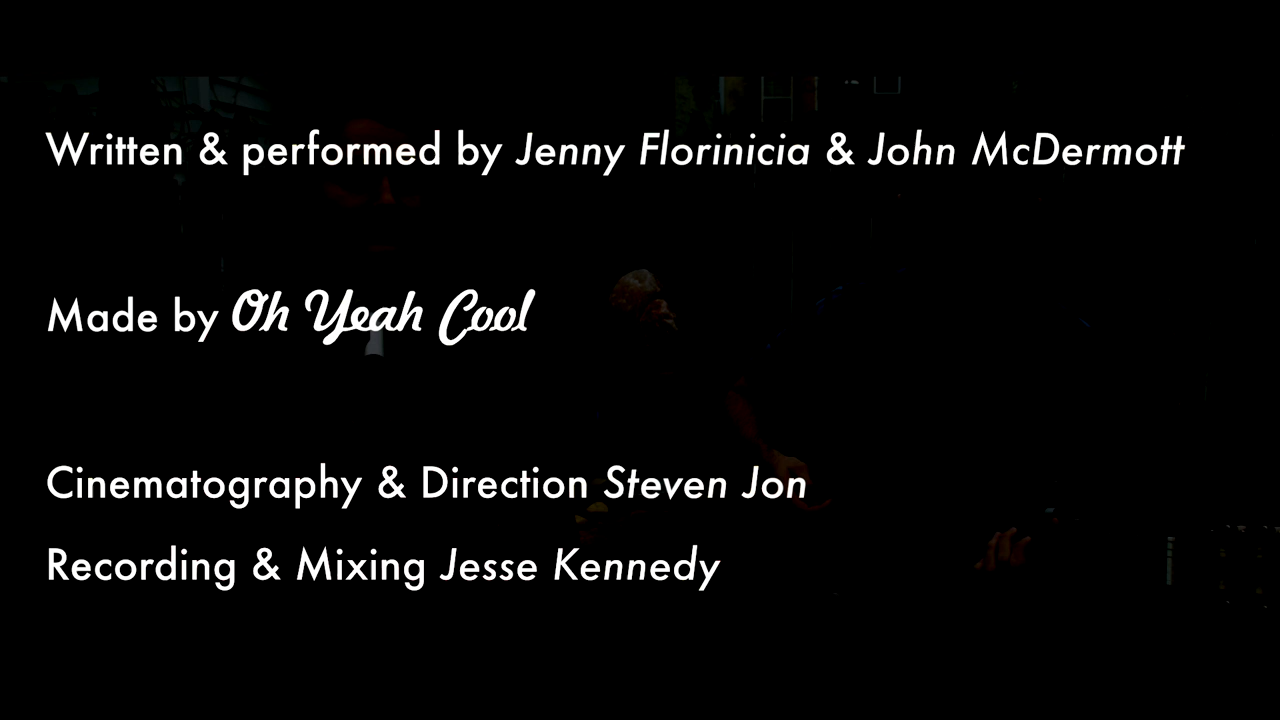 Written & performed by Jenny Florinicia & John McDermott
Made by Oh Yeah Cool
Cinematography & Direction Steven Jon
Recording & Mixing Jesse Kennedy